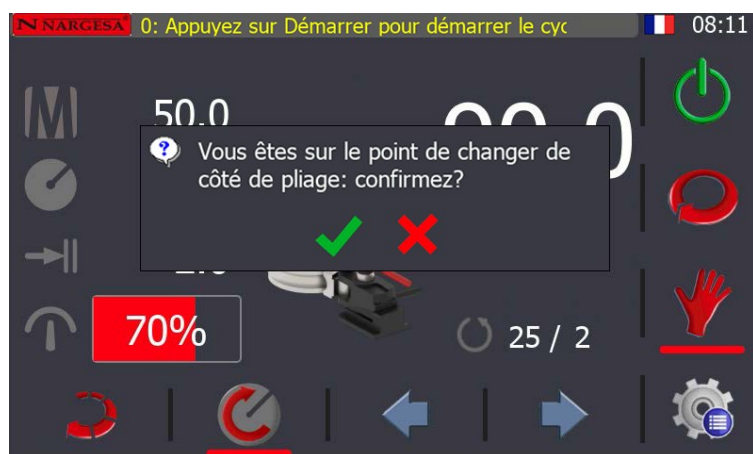 NARGESA
0: Appuyez sur Démarrer pour démarrer le cyc
08:11
50.0
Vous êtes sur le point de changer de
côté de pliage: confirmez?
70%
25 / 2